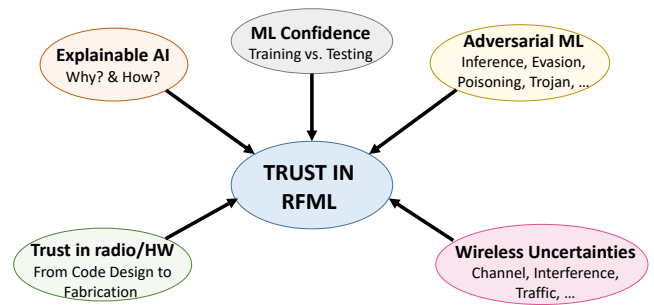 Explainable AI
Why? & How?
ML Confidence
Training vs. Testing
Adversarial ML
Inference, Evasion,
Poisoning, Trojan, ...
TRUST IN
RFML
Trust in radio/HW
From Code Design to
Fabrication
Wireless Uncertainties
Channel, Interference,
Traffic, ...